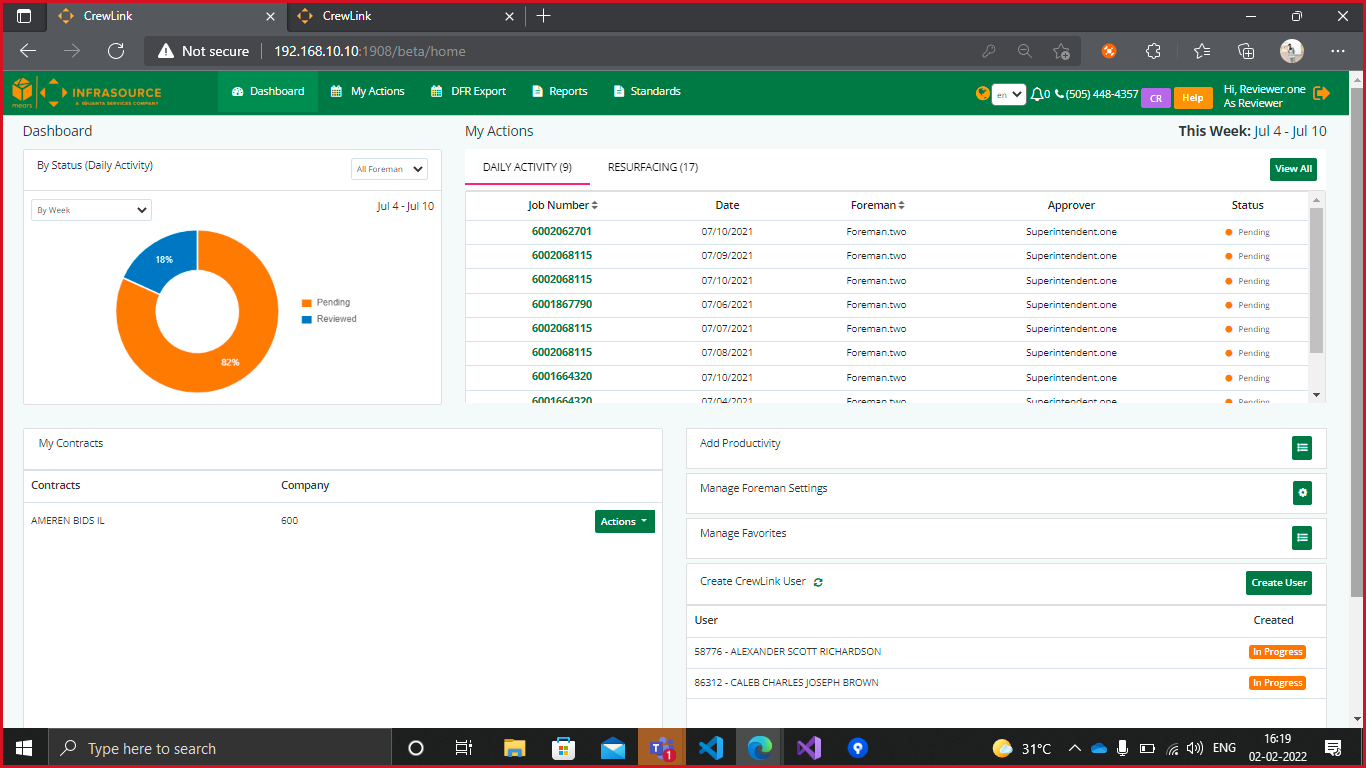 CrewLink
CrewLink
Not secure 192.168.10.10:1908/beta/home
mears INFRASOURCE
A QUANTA SERVICES COMPANY
Dashboard My Actions DFR Export Reports Standards
en 0 (505) 448-4357 CR Help Hi, Reviewer.one
As Reviewer
Dashboard
By Status (Daily Activity) All Foreman
By Week Jul 4 - Jul 10
18%
82%
Pending
Reviewed
My Actions This Week: Jul 4 - Jul 10
DAILY ACTIVITY (9) RESURFACING (17) View All
Job Number Date Foreman Approver Status
6002062701 07/10/2021 Foreman.two Superintendent.one Pending
6002068115 07/09/2021 Foreman.two Superintendent.one Pending
6002068115 07/10/2021 Foreman.two Superintendent.one Pending
6001867790 07/06/2021 Foreman.two Superintendent.one Pending
6002068115 07/07/2021 Foreman.two Superintendent.one Pending
6002068115 07/08/2021 Foreman.two Superintendent.one Pending
6001664320 07/10/2021 Foreman.two Superintendent.one Pending
6001664320 07/04/2021 Foreman.two Superintendent.one Pending
My Contracts
Contracts Company
AMEREN BIDS IL 600 Actions
Add Productivity
Manage Foreman Settings
Manage Favorites
Create CrewLink User Create User
User Created
58776 - ALEXANDER SCOTT RICHARDSON In Progress
86312 - CALEB CHARLES JOSEPH BROWN In Progress
Type here to search 1 31°C ENG 16:19
02-02-2022